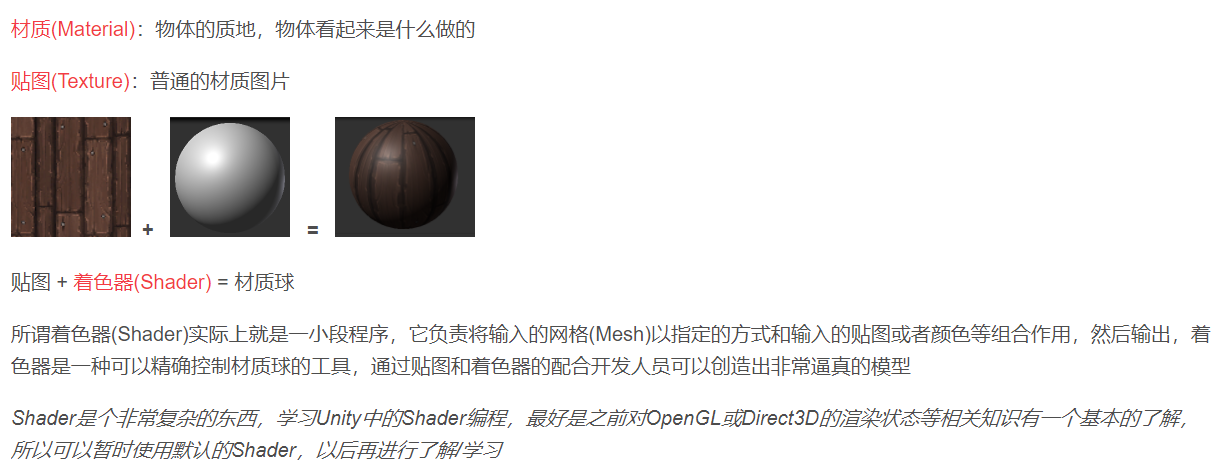 材质(Material)：物体的质地，物体看起来是什么做的
贴图(Texture)：普通的材质图片
+ =
贴图 + 着色器(Shader) = 材质球
所谓着色器(Shader)实际上就是一小段程序，它负责将输入的网格(Mesh)以指定的方式和输入的贴图或者颜色等组合作用，然后输出，着
色器是一种可以精确控制材质球的工具，通过贴图和着色器的配合开发人员可以创造出非常逼真的模型
Shader是个非常复杂的东西，学习Unity中的Shader编程，最好是之前对OpenGL或Direct3D的渲染状态等相关知识有一个基本的了解，
所以可以暂时使用默认的Shader，以后再进行了解/学习